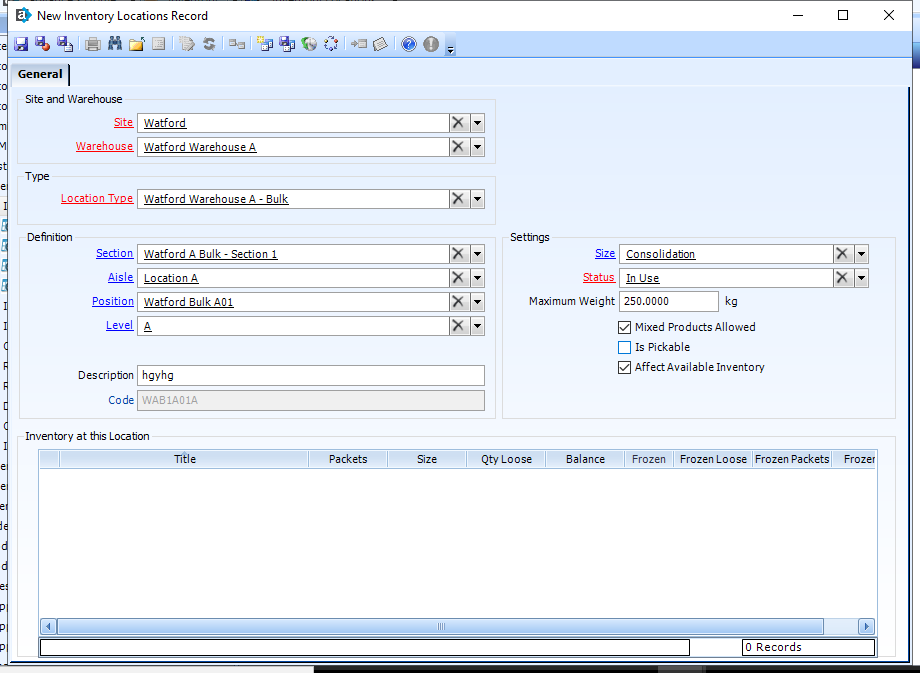 New Inventory Locations Record
General
Site and Warehouse
Site Watford
Warehouse Watford Warehouse A
Type
Location Type Watford Warehouse A - Bulk
Definition
Section Watford A Bulk - Section 1
Aisle Location A
Position Watford Bulk A01
Level A
Description hgyhg
Code WAB1A01A
Settings
Size Consolidation
Status In Use
Maximum Weight 250.0000 kg
Mixed Products Allowed
Is Pickable
Affect Available Inventory
Inventory at this Location
Title Packets Size Qty Loose Balance Frozen Frozen Loose Frozen Packets Frozen
0 Records